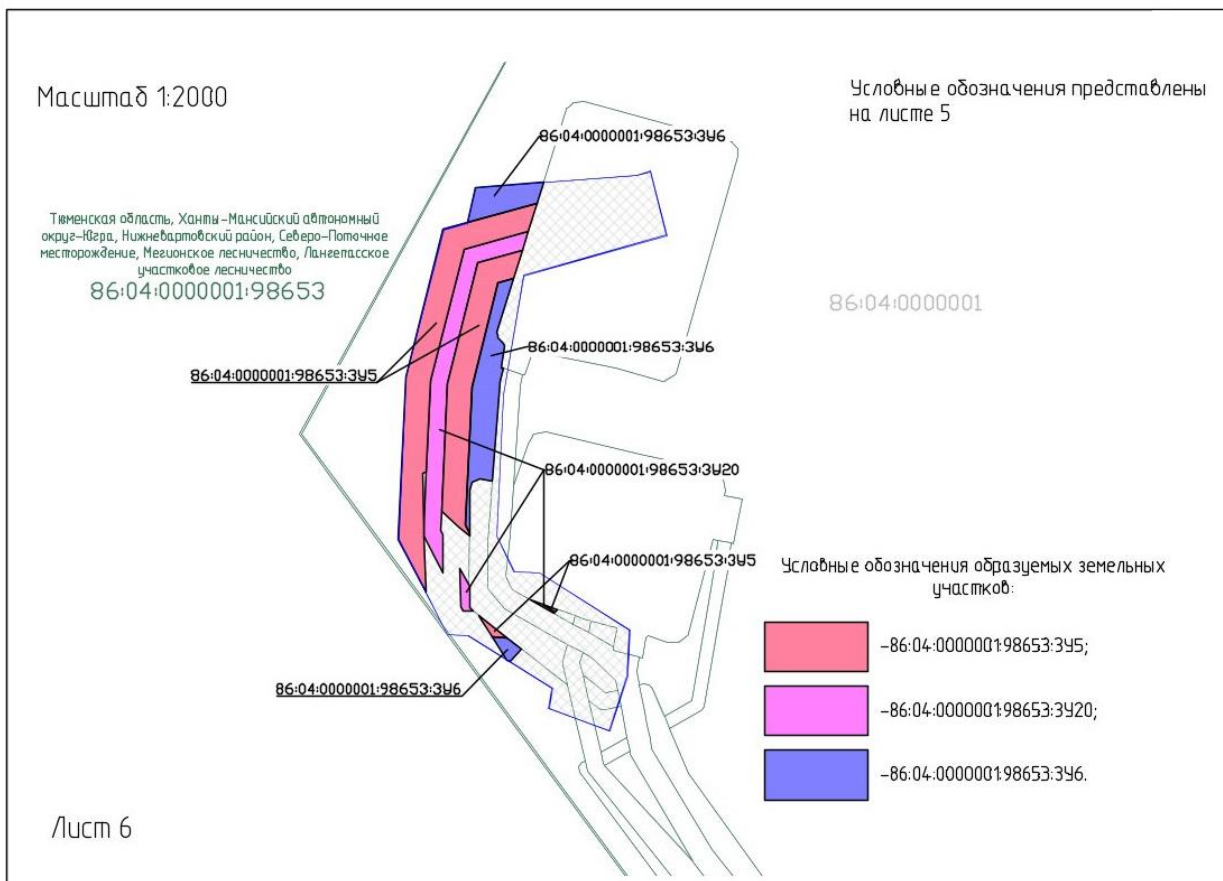 Масштаб 1:2000
Условные обозначения представлены
на листе 5
86:04:0000001:98653:ЗУ6
Тюменская область, Ханты-Мансийский автономный
округ-Югра, Нижневартовский район, Северо-Поточное
месторождение, Мегионское лесничество, Лангепасское
участковое лесничество
86:04:0000001:98653
86:04:0000001
86:04:0000001:98653:ЗУ6
86:04:0000001:98653:ЗУ5
86:04:0000001:98653:ЗУ20
86:04:0000001:98653:ЗУ5
Условные обозначения образуемых земельных
участков:
-86:04:0000001:98653:ЗУ5;
86:04:0000001:98653:ЗУ6
-86:04:0000001:98653:ЗУ20;
-86:04:0000001:98653:ЗУ6.
Лист 6